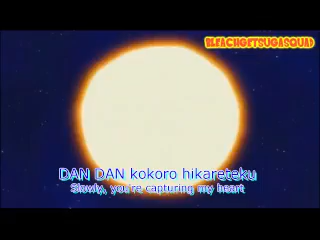 BLEACHGETSUGASQUAD
DAN DAN kokoro hikareteku
Slowly, you're capturing my heart